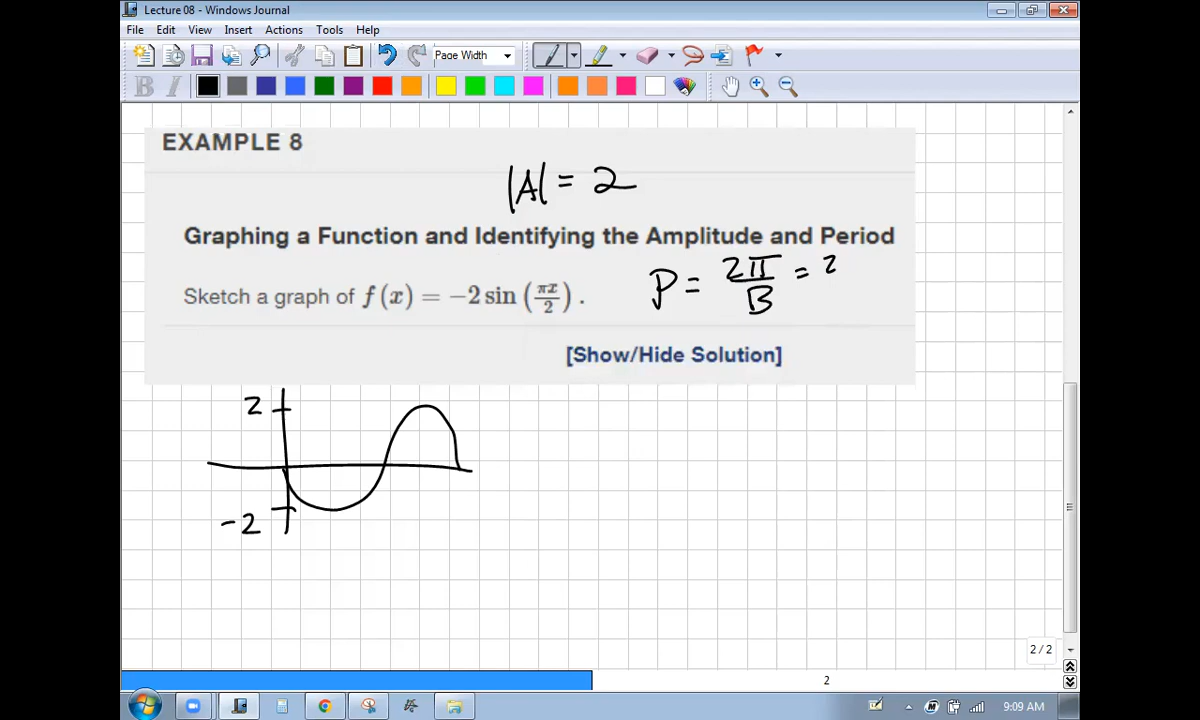 Lecture 08 - Windows Journal
File Edit View Insert Actions Tools Help
Page Width
B I
EXAMPLE 8
|A| = 2
Graphing a Function and Identifying the Amplitude and Period
Sketch a graph of f(x) = −2 sin (πx/2).
P = 2π/B = 2
[Show/Hide Solution]
2
-2
2 / 2
2
9:09 AM